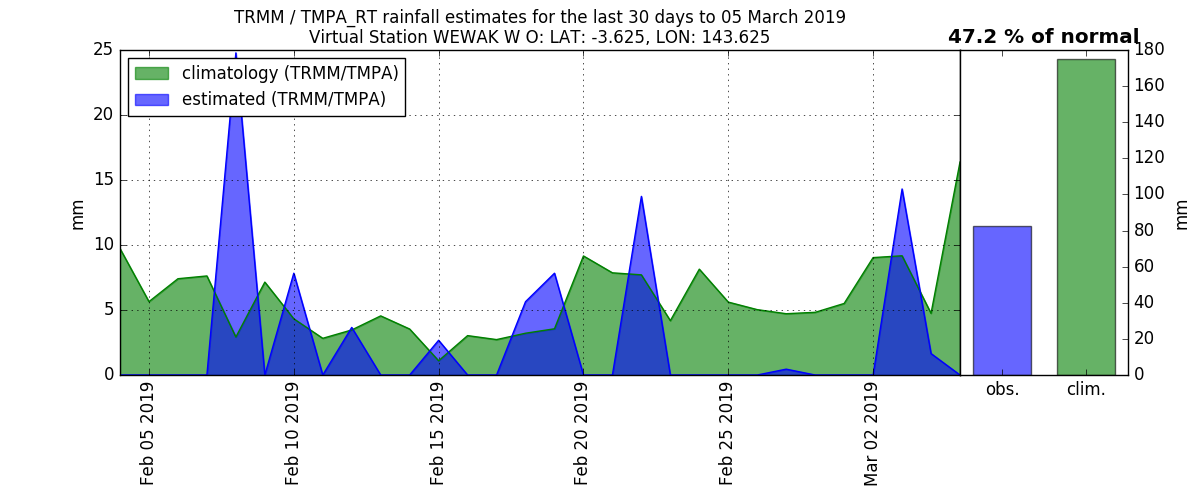 TRMM / TMPA_RT rainfall estimates for the last 30 days to 05 March 2019
Virtual Station WEWAK W O: LAT: -3.625, LON: 143.625
47.2 % of normal
climatology (TRMM/TMPA)
estimated (TRMM/TMPA)
25
20
15
10
5
0
mm
Feb 05 2019
Feb 10 2019
Feb 15 2019
Feb 20 2019
Feb 25 2019
Mar 02 2019
obs.
clim.
180
160
140
120
100
80
60
40
20
0
mm